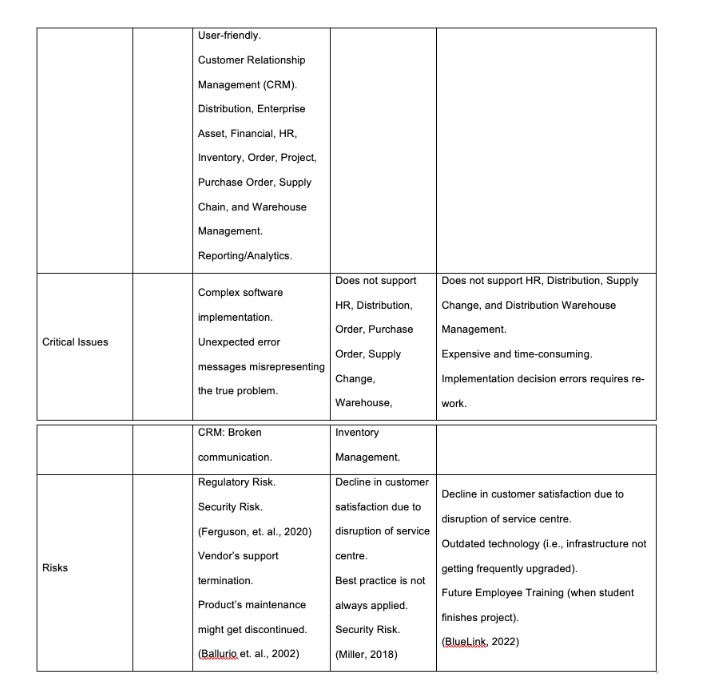 User-friendly.
Customer Relationship
Management (CRM).
Distribution, Enterprise
Asset, Financial, HR,
Inventory, Order, Project,
Purchase Order, Supply
Chain, and Warehouse
Management.
Reporting/Analytics.
Critical Issues
Complex software
implementation.
Unexpected error
messages misrepresenting
the true problem.
Does not support
HR, Distribution,
Order, Purchase
Order, Supply
Change,
Warehouse,
Does not support HR, Distribution, Supply
Change, and Distribution Warehouse
Management.
Expensive and time-consuming.
Implementation decision errors requires re-
work.
CRM: Broken
communication.
Inventory
Management.
Risks
Regulatory Risk.
Security Risk.
(Ferguson, et. al., 2020)
Vendor's support
termination.
Product's maintenance
might get discontinued.
(Ballurio et. al., 2002)
Decline in customer
satisfaction due to
disruption of service
centre.
Best practice is not
always applied.
Security Risk.
(Miller, 2018)
Decline in customer satisfaction due to
disruption of service centre.
Outdated technology (i.e., infrastructure not
getting frequently upgraded).
Future Employee Training (when student
finishes project).
(BlueLink, 2022)